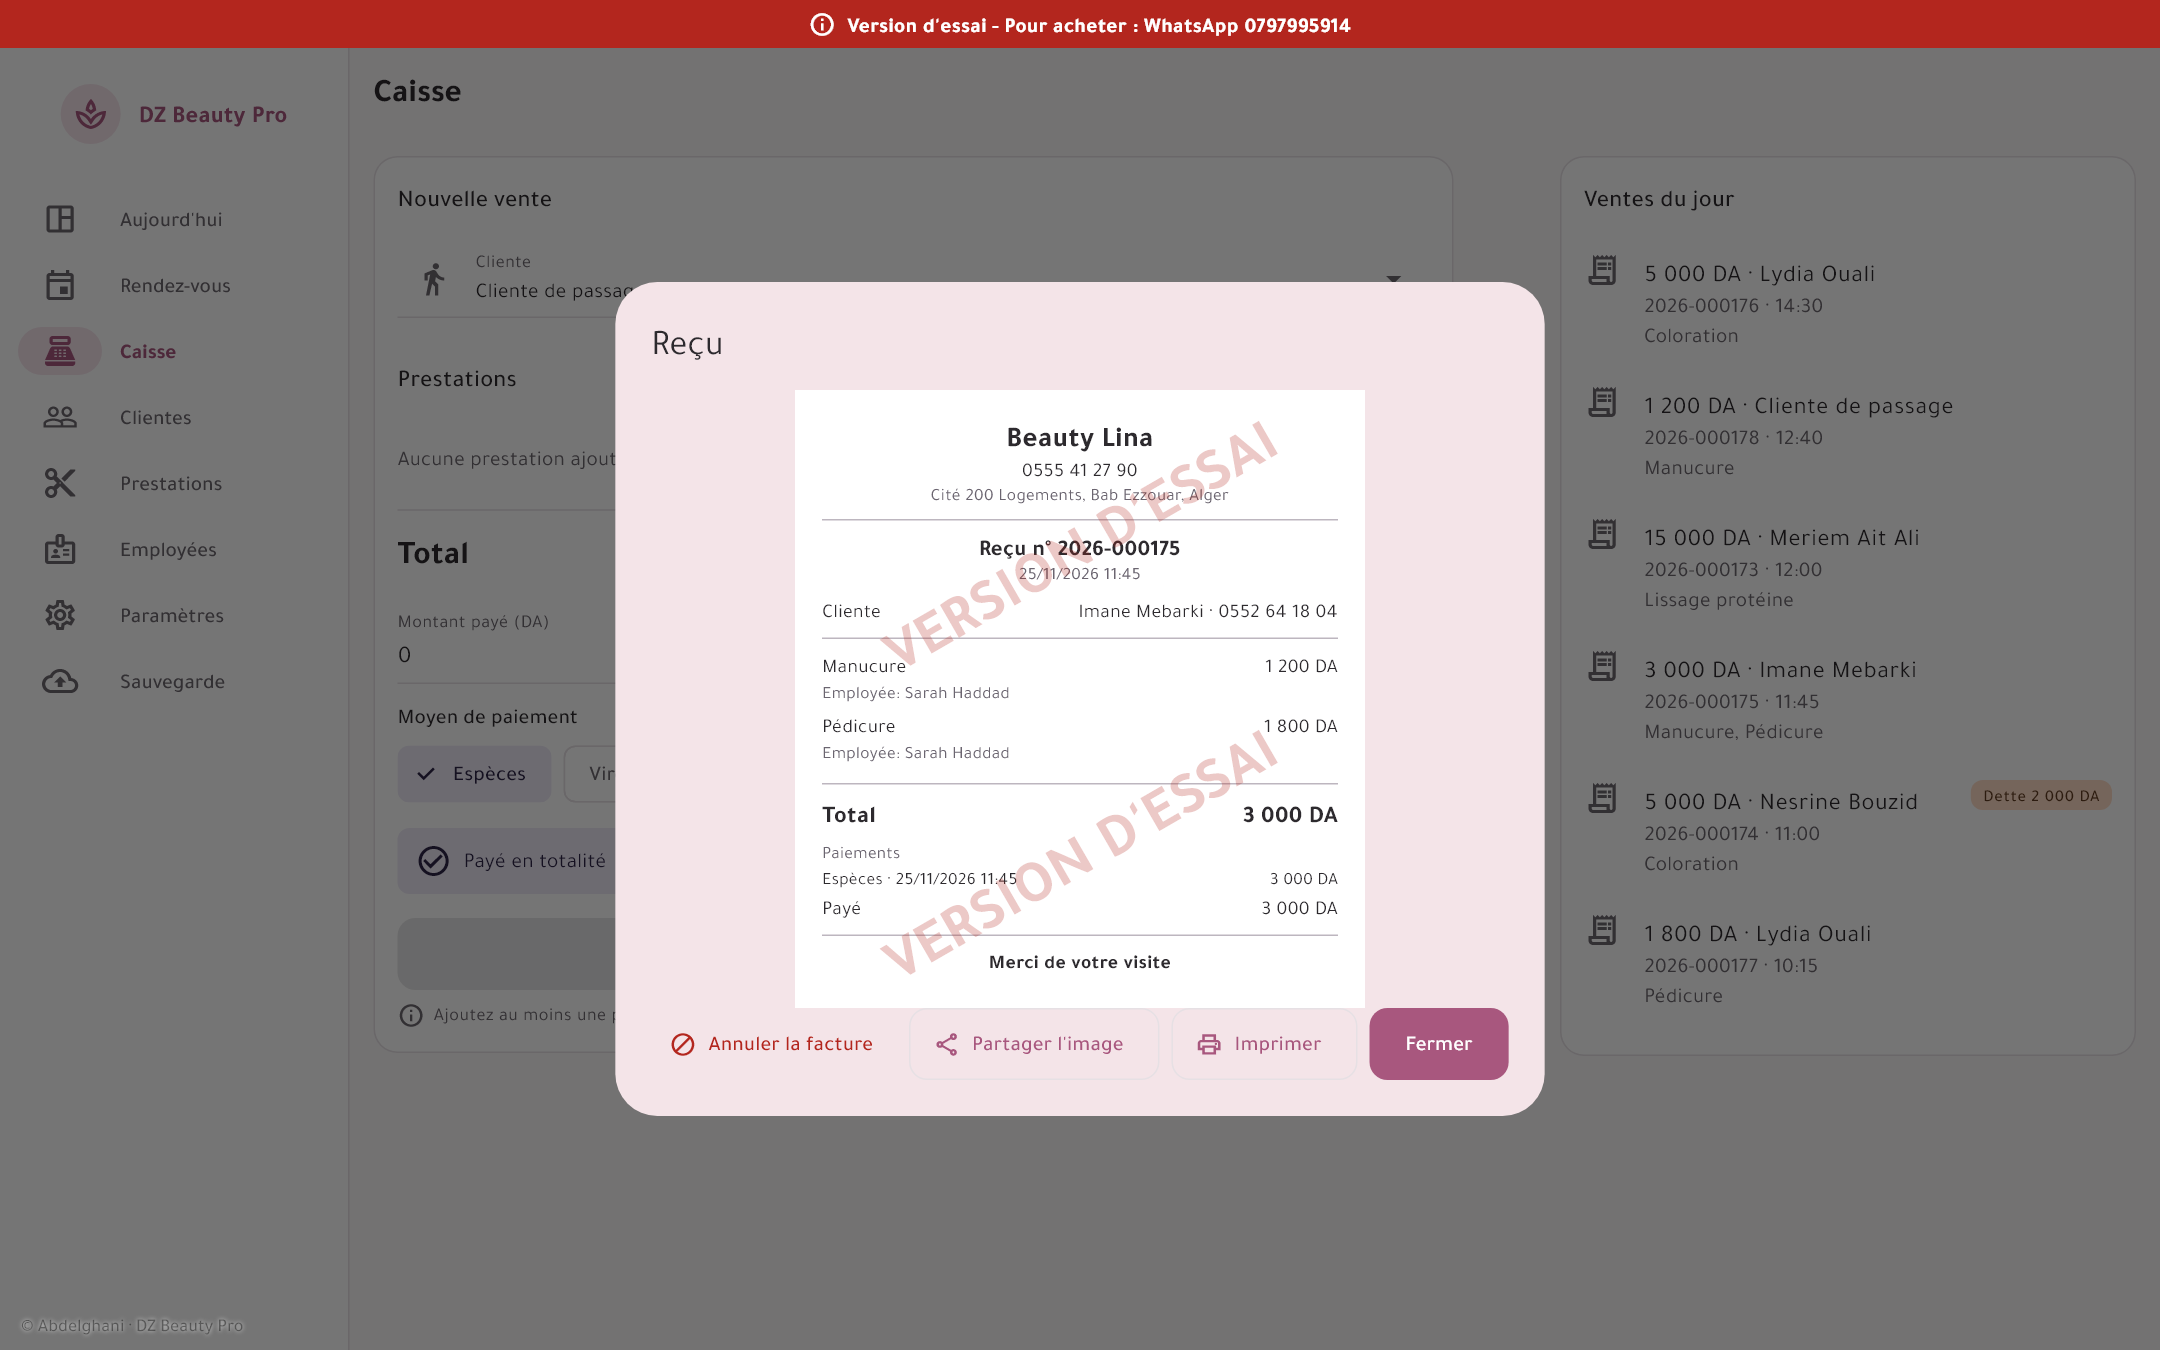 Version d'essai - Pour acheter : WhatsApp 0797995914
DZ Beauty Pro
Aujourd'hui
Rendez-vous
Caisse
Clientes
Prestations
Employées
Paramètres
Sauvegarde
© Abdelghani · DZ Beauty Pro
Caisse
Nouvelle vente
Cliente
Cliente de passag
Prestations
Aucune prestation ajout
Total
Montant payé (DA)
0
Moyen de paiement
Espèces
Vir
Payé en totalité
Ajoutez au moins une p
Reçu
Beauty Lina
0555 41 27 90
Cité 200 Logements, Bab Ezzouar, Alger
Reçu n° 2026-000175
25/11/2026 11:45
Cliente Imane Mebarki · 0552 64 18 04
Manucure 1 200 DA
Employée: Sarah Haddad
Pédicure 1 800 DA
Employée: Sarah Haddad
Total 3 000 DA
Paiements
Espèces · 25/11/2026 11:45 3 000 DA
Payé 3 000 DA
Merci de votre visite
VERSION D'ESSAI
VERSION D'ESSAI
Annuler la facture
Partager l'image
Imprimer
Fermer
Ventes du jour
5 000 DA · Lydia Ouali
2026-000176 · 14:30
Coloration
1 200 DA · Cliente de passage
2026-000178 · 12:40
Manucure
15 000 DA · Meriem Ait Ali
2026-000173 · 12:00
Lissage protéine
3 000 DA · Imane Mebarki
2026-000175 · 11:45
Manucure, Pédicure
5 000 DA · Nesrine Bouzid
Dette 2 000 DA
2026-000174 · 11:00
Coloration
1 800 DA · Lydia Ouali
2026-000177 · 10:15
Pédicure